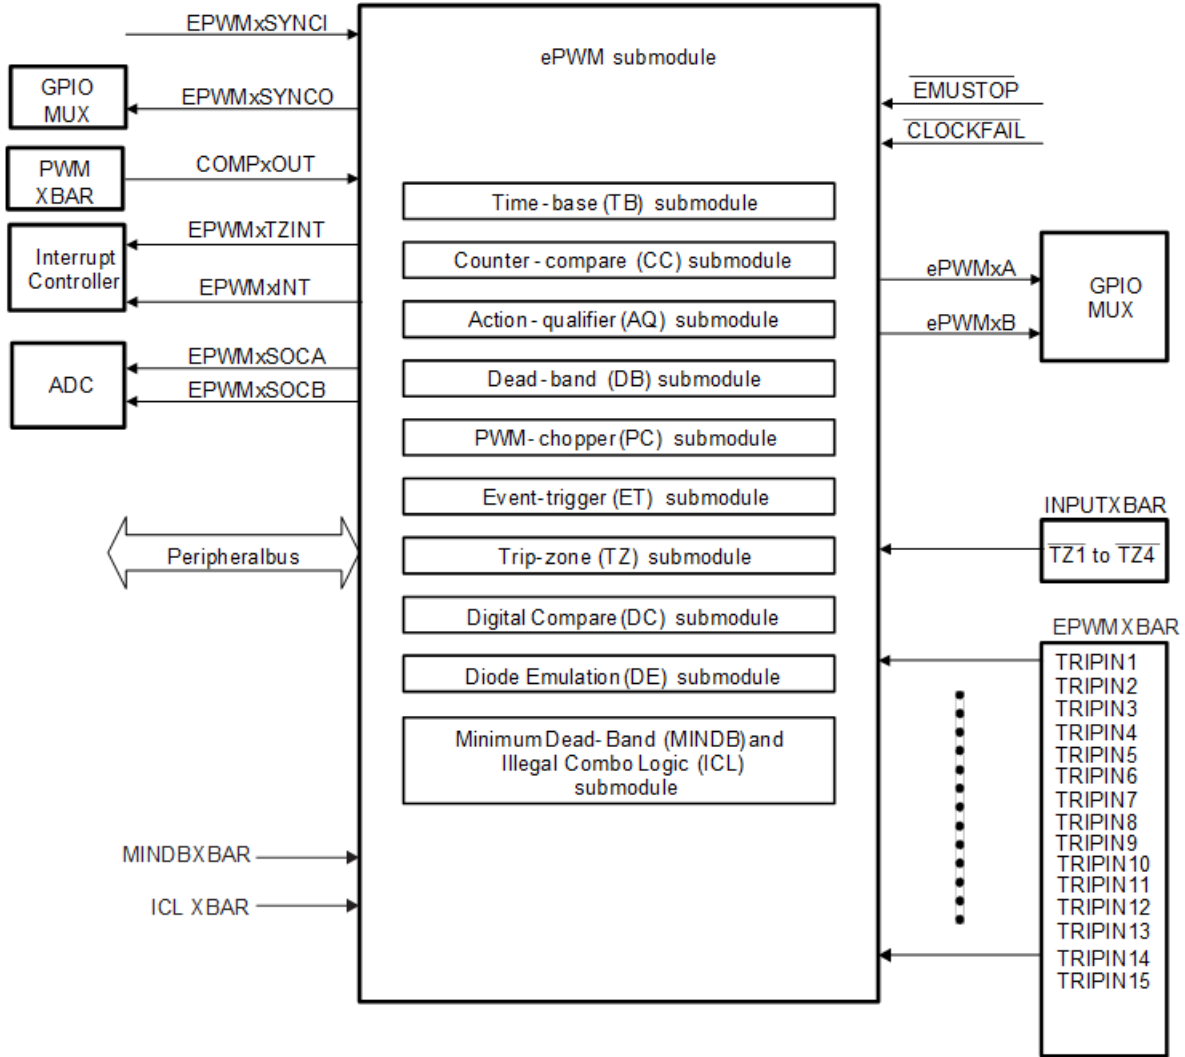 EPWMxSYNCI
ePWM submodule
GPIO
MUX
EPWMxSYNCO
EMUSTOP
CLOCKFAIL
PWM
XBAR
COMPxOUT
Time-base (TB) submodule
Interrupt
Controller
EPWMxTZINT
EPWMxINT
Counter-compare (CC) submodule
ePWMxA
ePWMxB
GPIO
MUX
Action-qualifier (AQ) submodule
ADC
EPWMxSOCA
EPWMxSOCB
Dead-band (DB) submodule
PWM-chopper (PC) submodule
Event-trigger (ET) submodule
INPUTXBAR
TZ1 to TZ4
Peripheralbus
Trip-zone (TZ) submodule
Digital Compare (DC) submodule
EPWMXBAR
Diode Emulation (DE) submodule
Minimum Dead-Band (MINDB) and
Illegal Combo Logic (ICL)
submodule
TRIPIN1
TRIPIN2
TRIPIN3
TRIPIN4
TRIPIN5
TRIPIN6
TRIPIN7
TRIPIN8
TRIPIN9
TRIPIN10
TRIPIN11
TRIPIN12
TRIPIN13
TRIPIN14
TRIPIN15
MINDBXBAR
ICL XBAR